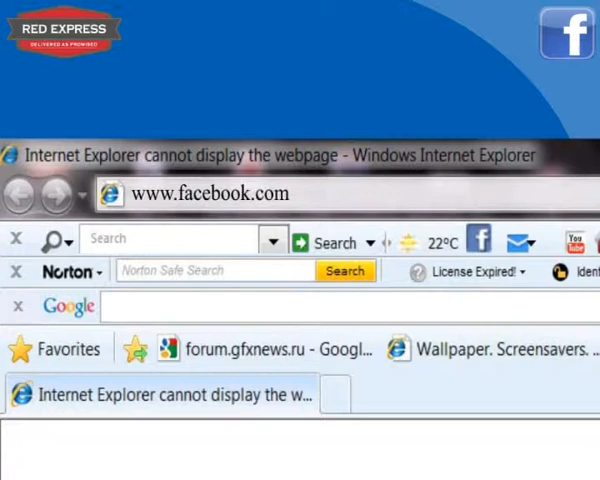 RED EXPRESS
DELIVERED AS PROMISED
f
Internet Explorer cannot display the webpage - Windows Internet Explorer
www.facebook.com
X Search Search 22°C f You Tube
X Norton Norton Safe Search Search License Expired!
X Google
Favorites forum.gfxnews.ru - Googl... Wallpaper. Screensavers. ...
Internet Explorer cannot display the w...